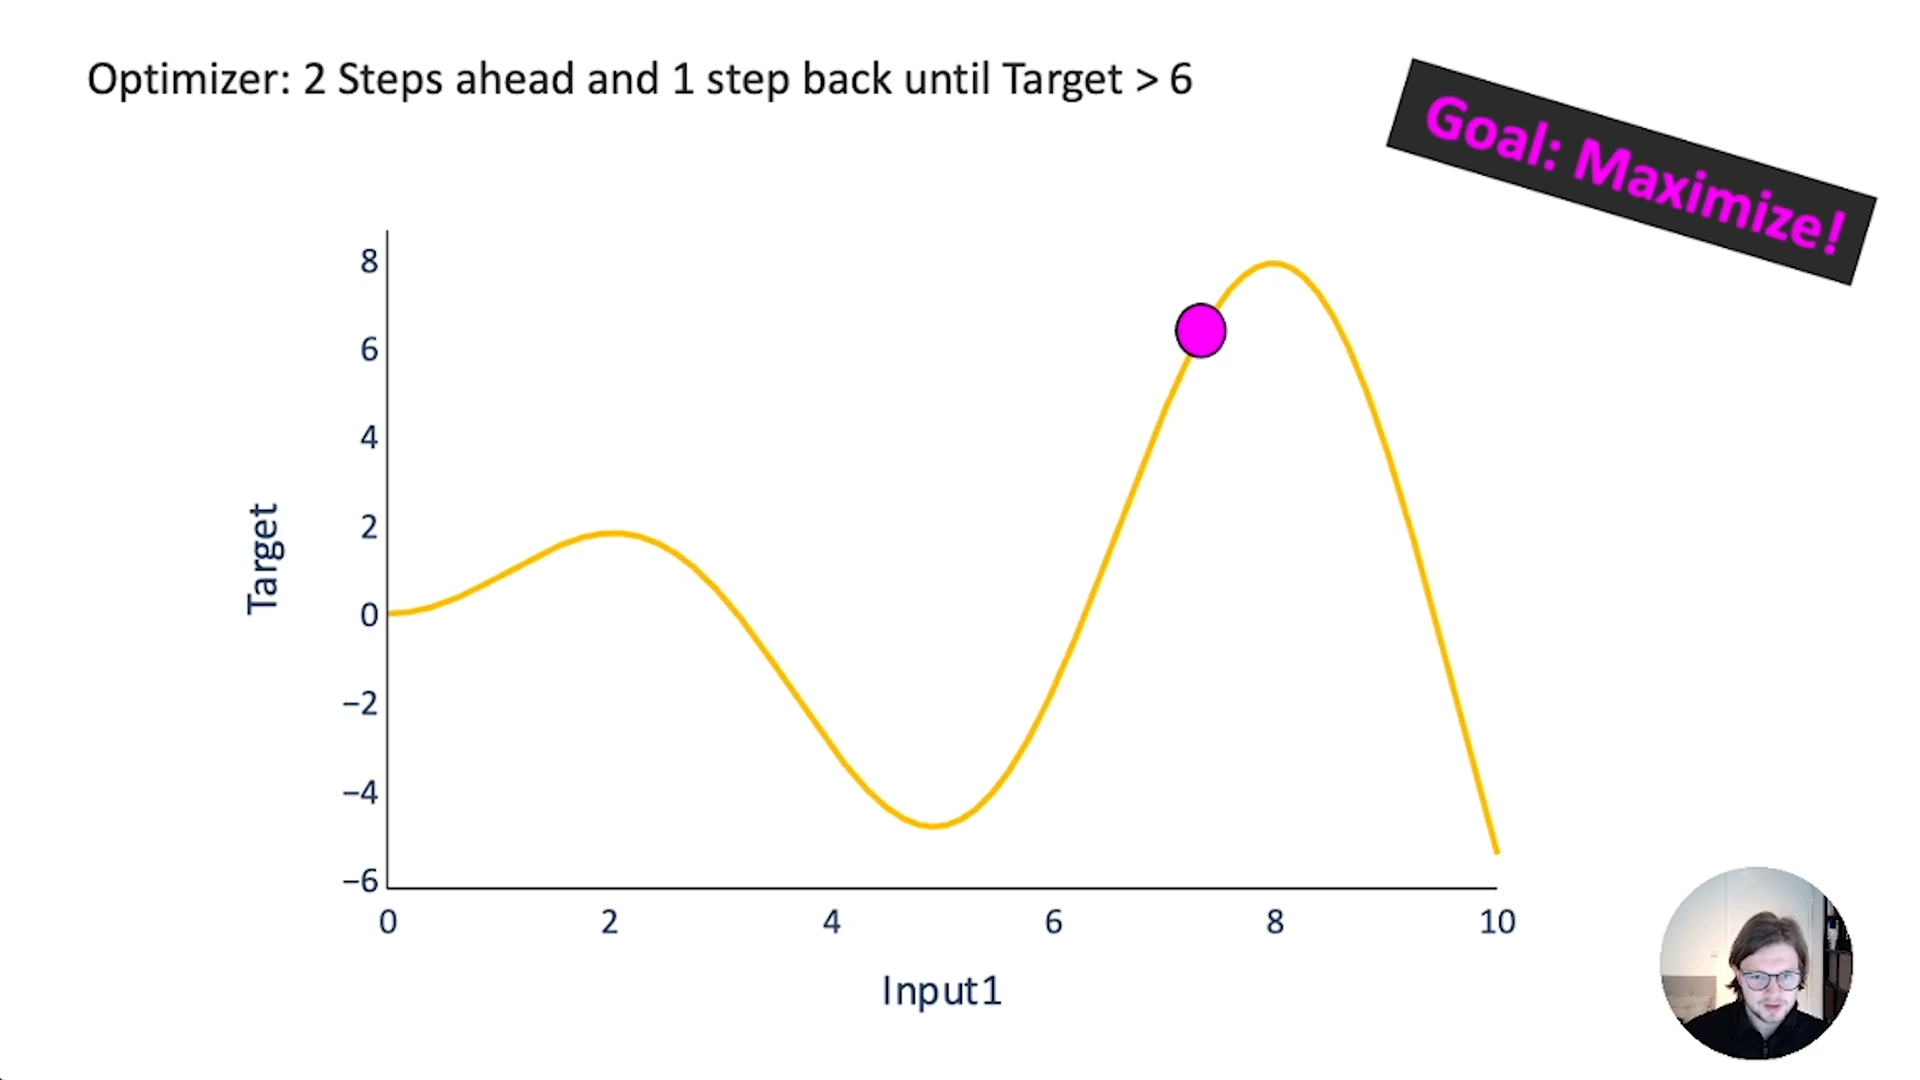 Optimizer: 2 Steps ahead and 1 step back until Target > 6
Goal: Maximize!
8
6
4
2
0
−2
−4
−6
Target
0 2 4 6 8 10
Input1